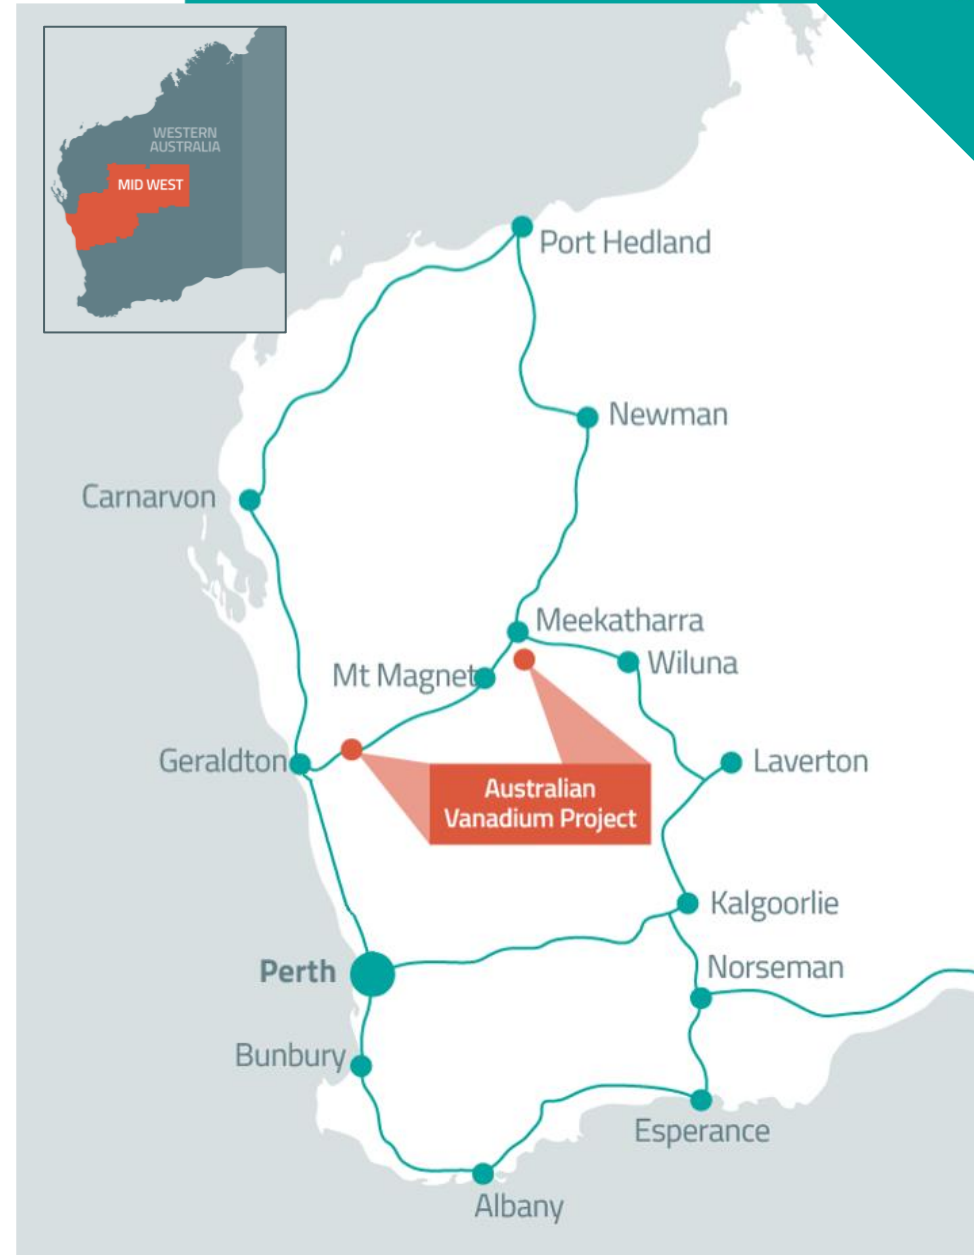 WESTERN
AUSTRALIA
MID WEST
Port Hedland
Newman
Carnarvon
Meekatharra
Wiluna
Mt Magnet
Geraldton
Laverton
Australian
Vanadium Project
Kalgoorlie
Norseman
Perth
Bunbury
Esperance
Albany